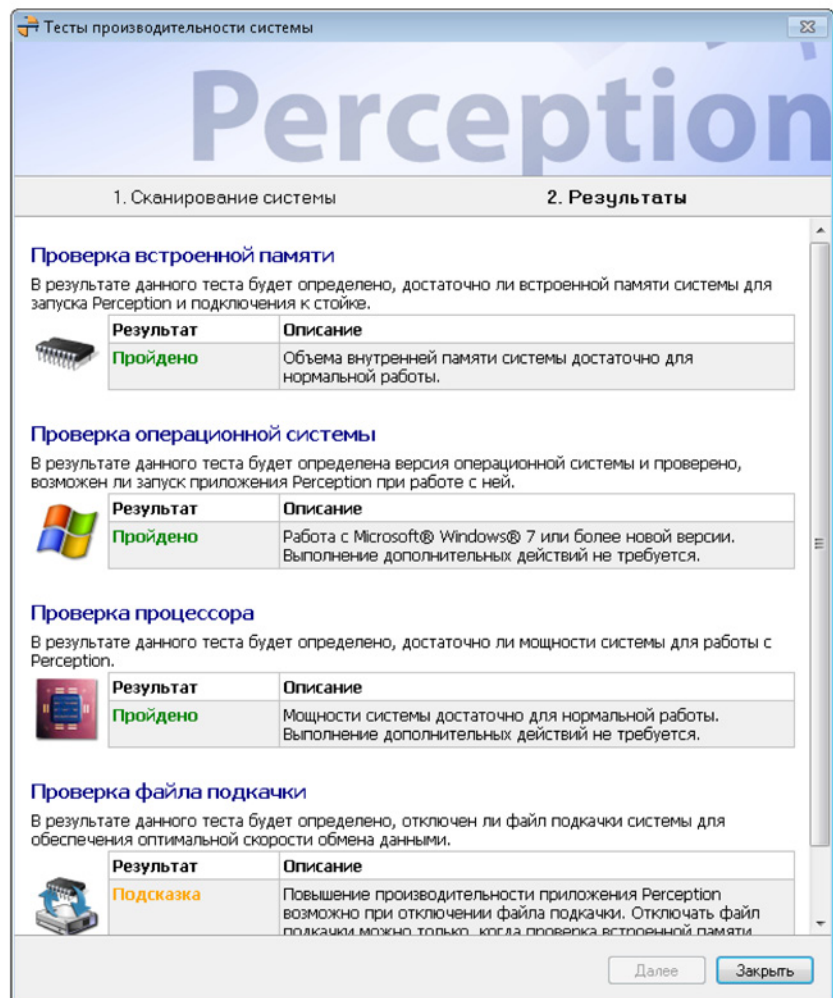 Тесты производительности системы
Perception
1. Сканирование системы
2. Результаты
Проверка встроенной памяти
В результате данного теста будет определено, достаточно ли встроенной памяти системы для
запуска Perception и подключения к стойке.
Результат Описание
Пройдено Объема внутренней памяти системы достаточно для
нормальной работы.
Проверка операционной системы
В результате данного теста будет определена версия операционной системы и проверено,
возможен ли запуск приложения Perception при работе с ней.
Результат Описание
Пройдено Работа с Microsoft® Windows® 7 или более новой версии.
Выполнение дополнительных действий не требуется.
Проверка процессора
В результате данного теста будет определено, достаточно ли мощности системы для работы с
Perception.
Результат Описание
Пройдено Мощности системы достаточно для нормальной работы.
Выполнение дополнительных действий не требуется.
Проверка файла подкачки
В результате данного теста будет определено, отключен ли файл подкачки системы для
обеспечения оптимальной скорости обмена данными.
Результат Описание
Подсказка Повышение производительности приложения Perception
возможно при отключении файла подкачки. Отключать файл
подкачки можно только, когда проверка встроенной памяти
Далее Закрыть